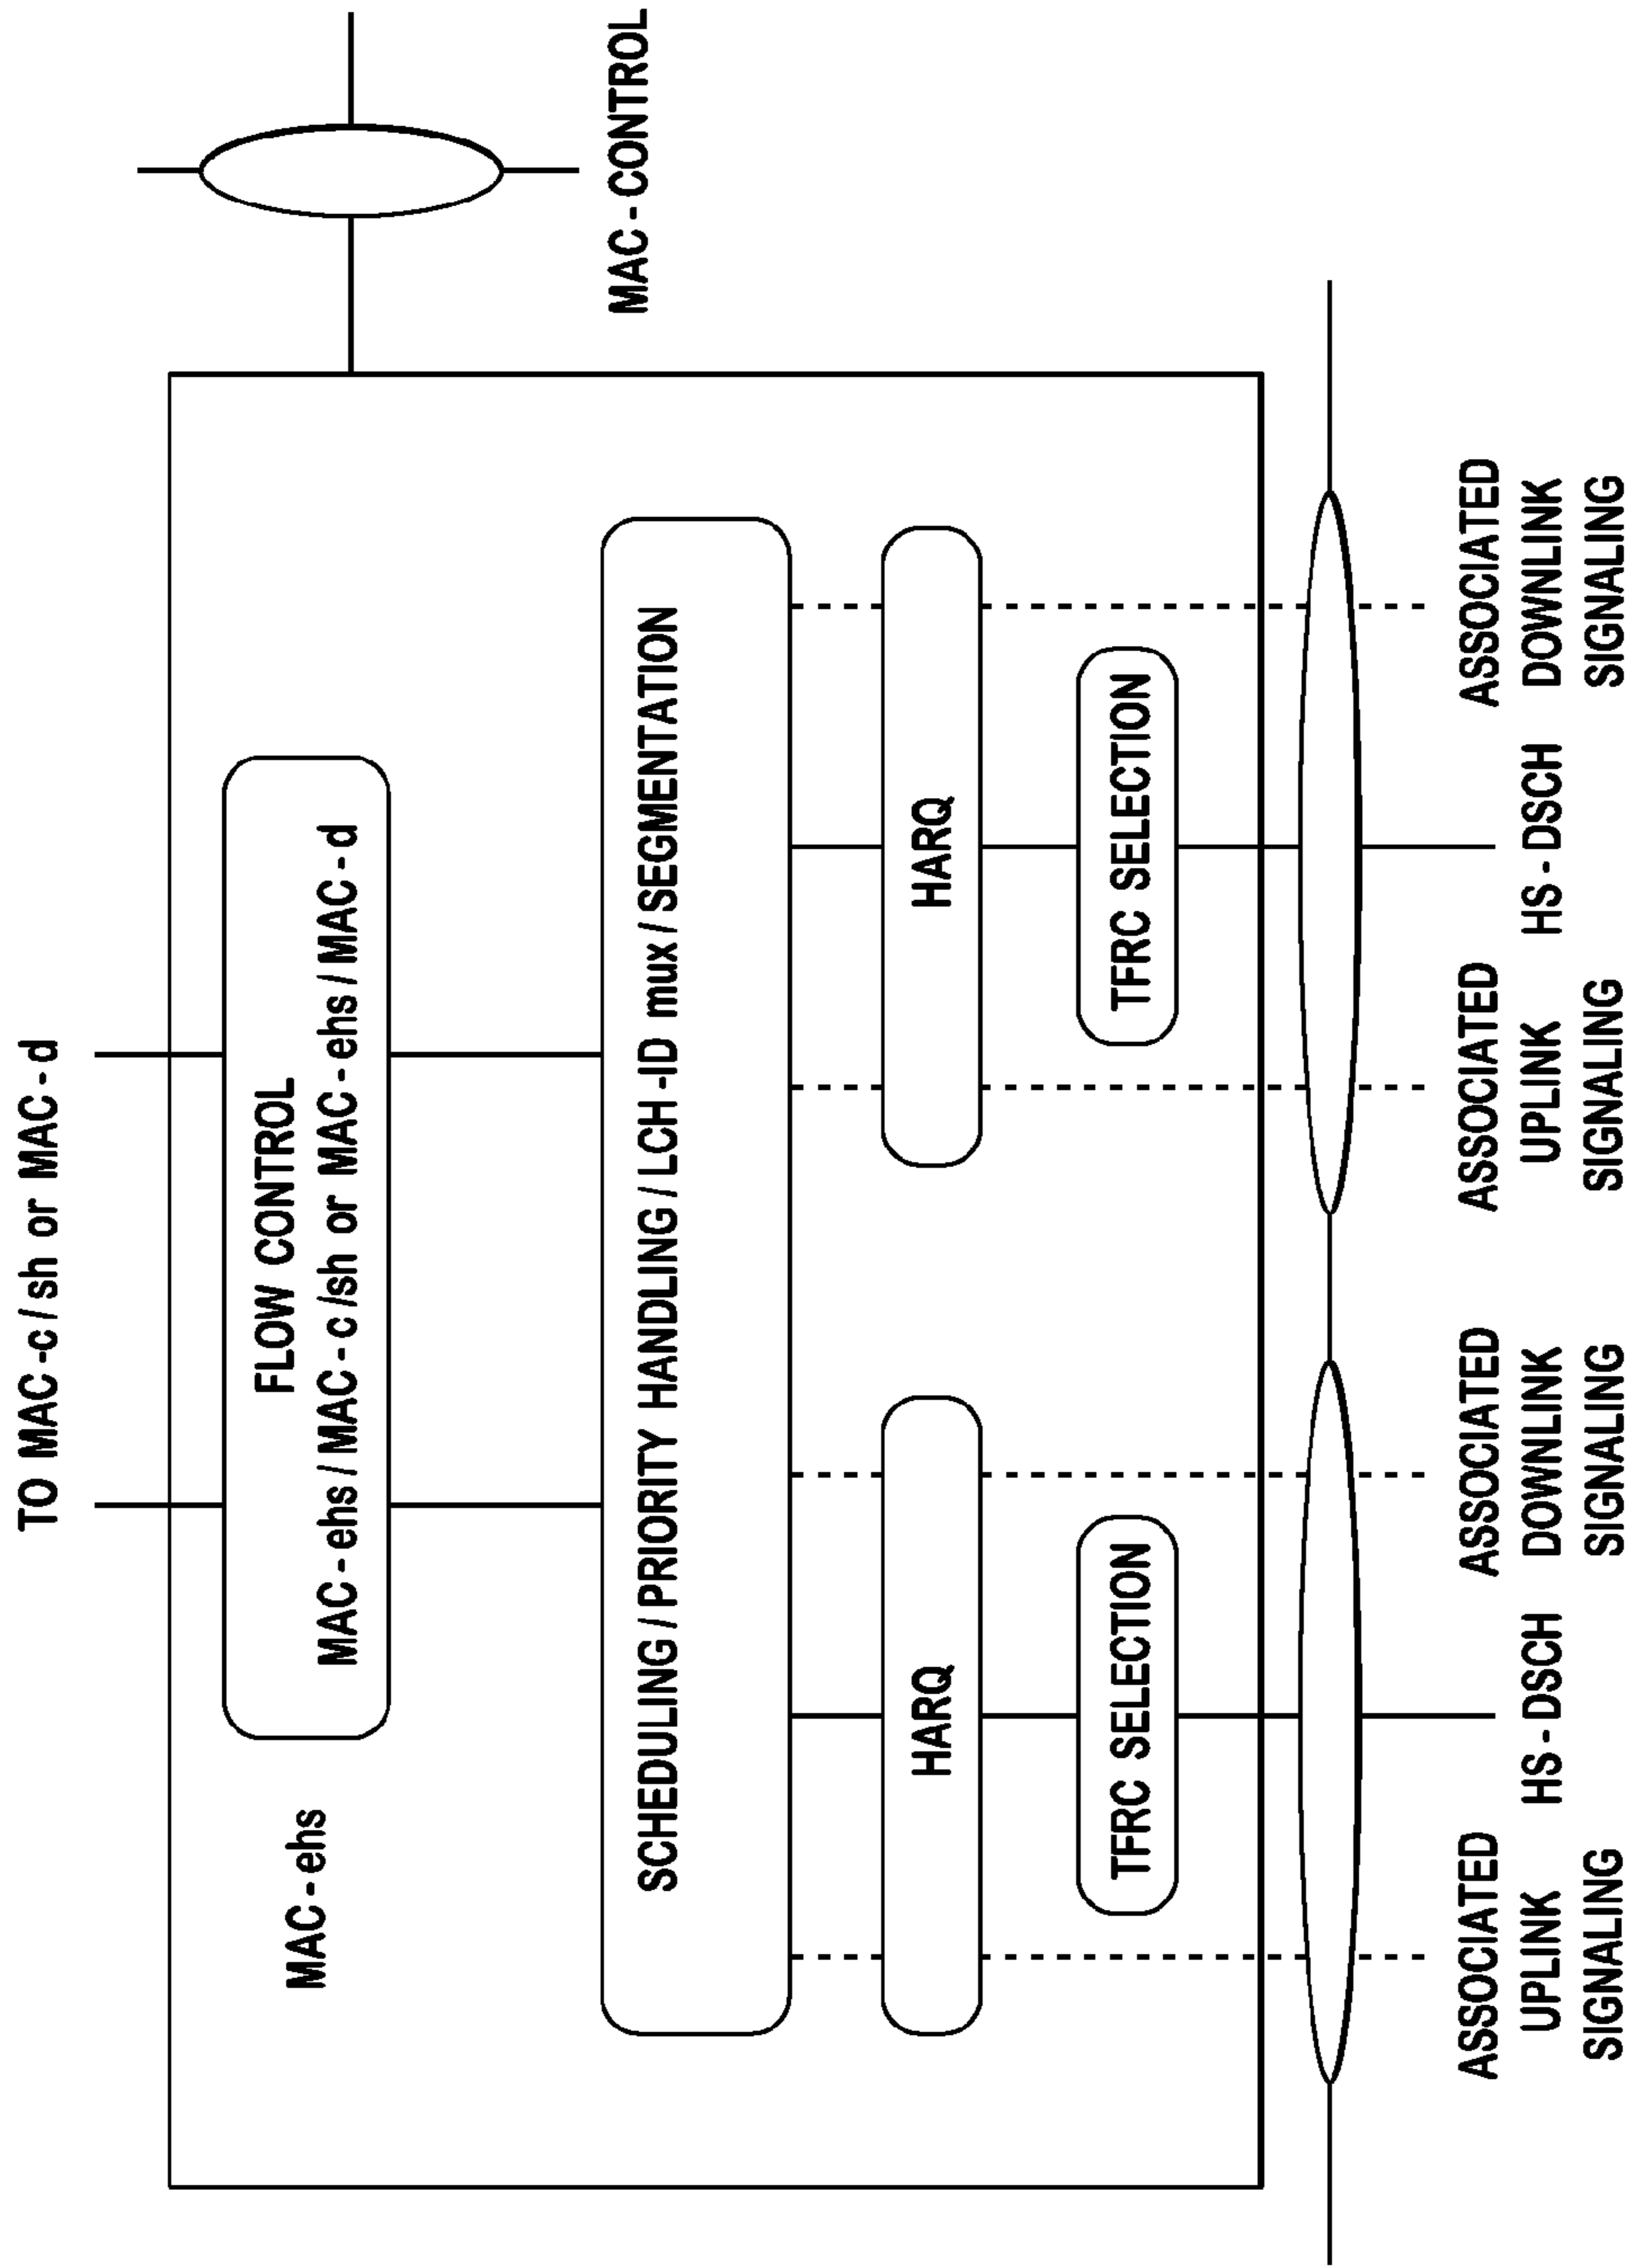 TO MAC-c/sh or MAC-d
MAC-ehs
FLOW CONTROL
MAC-ehs/MAC-c/sh or MAC-ehs/MAC-d
MAC-CONTROL
SCHEDULING/PRIORITY HANDLING/LCH-ID mux/SEGMENTATION
HARQ
HARQ
TFRC SELECTION
TFRC SELECTION
ASSOCIATED
UPLINK
SIGNALING
HS-DSCH
ASSOCIATED
DOWNLINK
SIGNALING
ASSOCIATED
UPLINK
SIGNALING
HS-DSCH
ASSOCIATED
DOWNLINK
SIGNALING